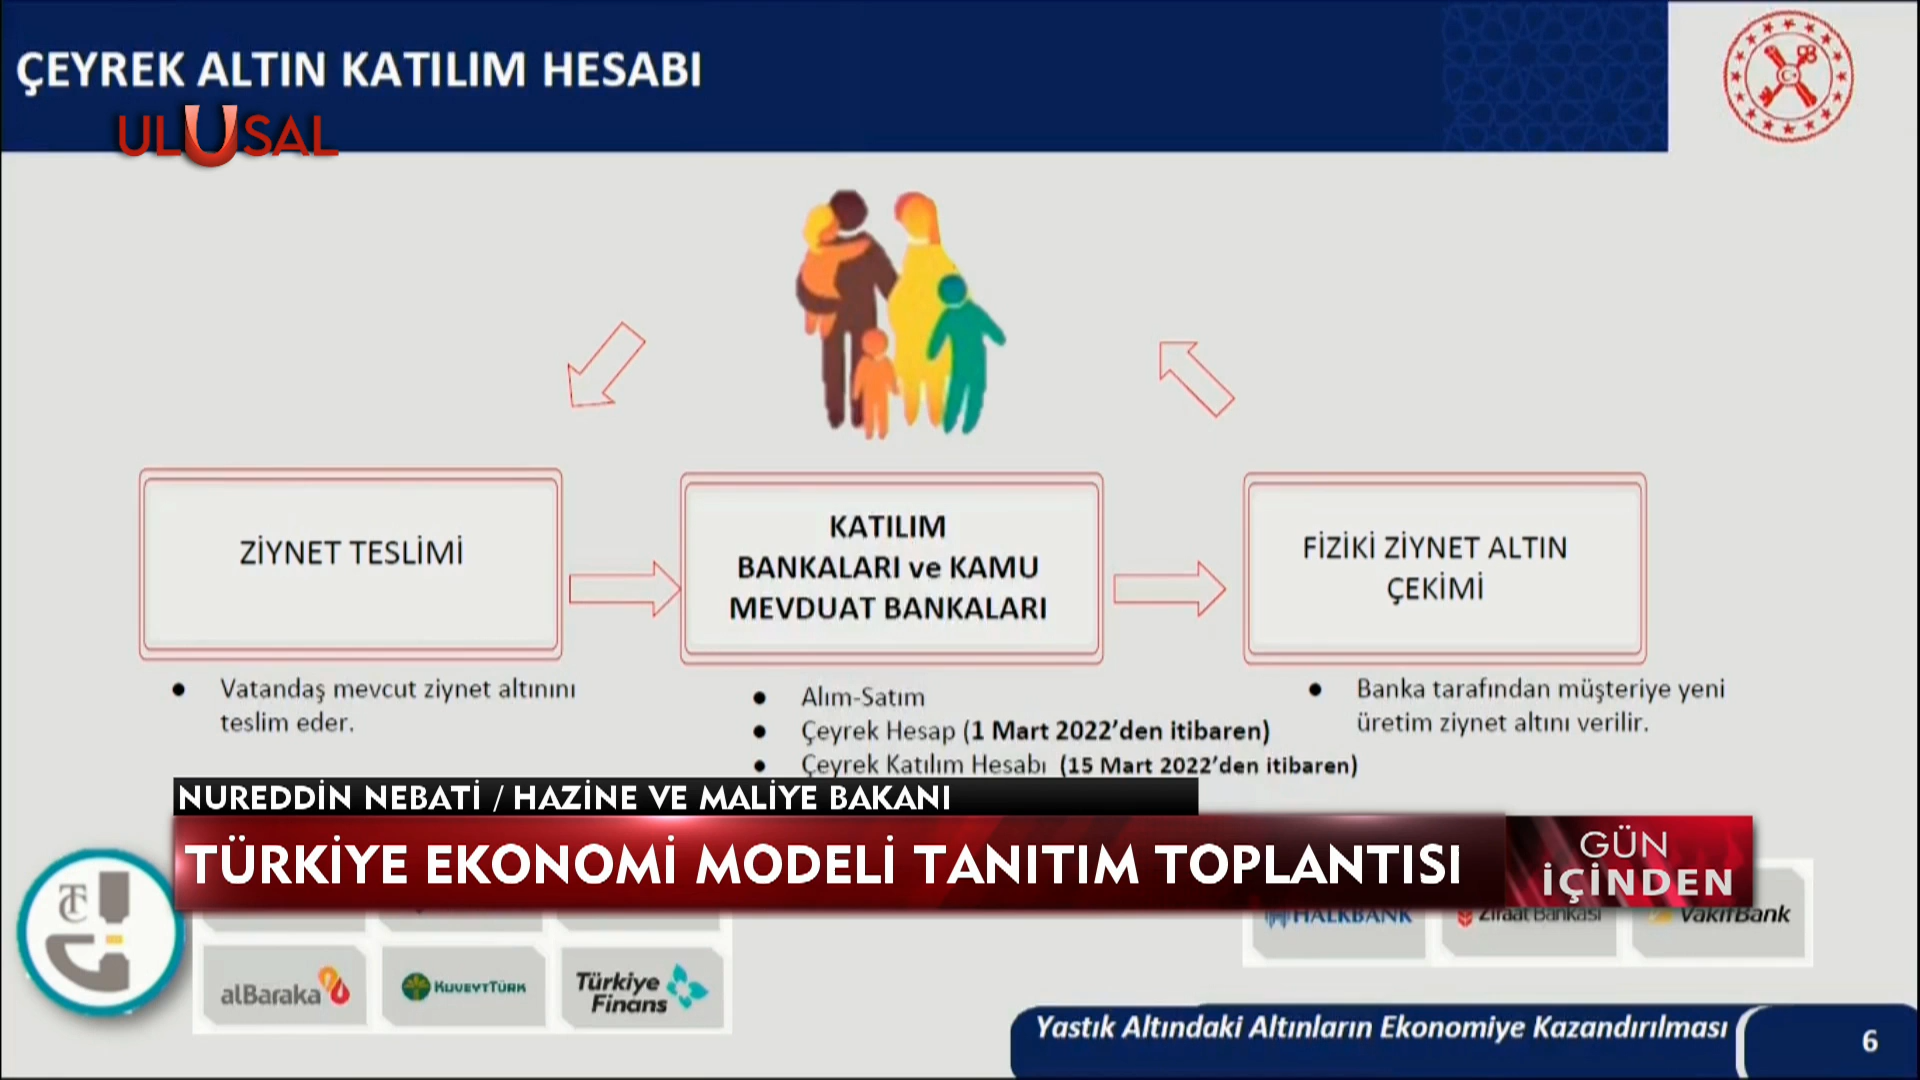 ÇEYREK ALTIN KATILIM HESABI
ULUSAL
ZİYNET TESLİMİ
KATILIM
BANKALARI ve KAMU
MEVDUAT BANKALARI
FİZİKİ ZİYNET ALTIN
ÇEKİMİ
● Vatandaş mevcut ziynet altınını
teslim eder.
● Alım-Satım
● Çeyrek Hesap (1 Mart 2022’den itibaren)
● Çeyrek Katılım Hesabı (15 Mart 2022’den itibaren)
● Banka tarafından müşteriye yeni
üretim ziynet altını verilir.
NUREDDİN NEBATİ / HAZİNE VE MALİYE BAKANI
TÜRKİYE EKONOMİ MODELİ TANITIM TOPLANTISI
GÜN
İÇİNDEN
TC
HALKBANK
Ziraat Bankası
VakıfBank
alBaraka
KUVEYTTÜRK
Türkiye
Finans
Yastık Altındaki Altınların Ekonomiye Kazandırılması
6